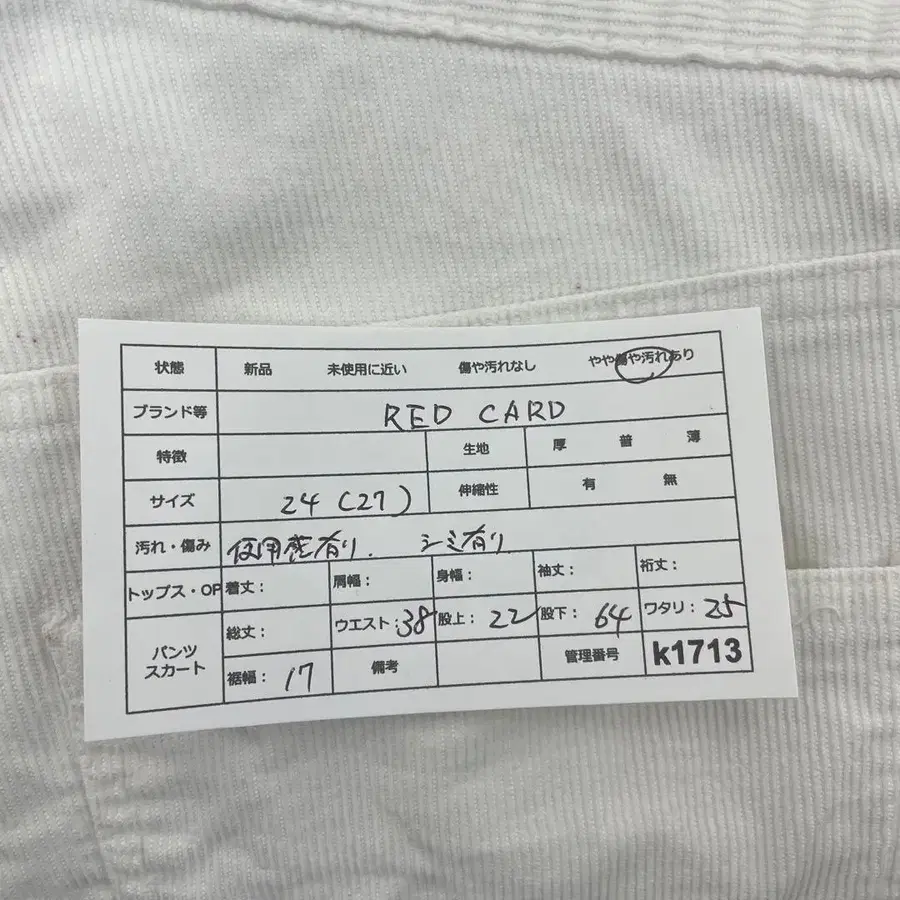 状態 新品 未使用に近い 傷や汚れなし やや傷や汚れあり
ブランド等 RED CARD
特徴 生地 厚 普 薄
サイズ 24 (27) 伸縮性 有 無
汚れ・傷み 使用感有り. シミ有り
トップス・OP 着丈: 肩幅: 身幅: 袖丈: 裄丈:
パンツ スカート 総丈: ウエスト:38 股上:22 股下:64 ワタリ:25
裾幅:17 備考 管理番号 k1713